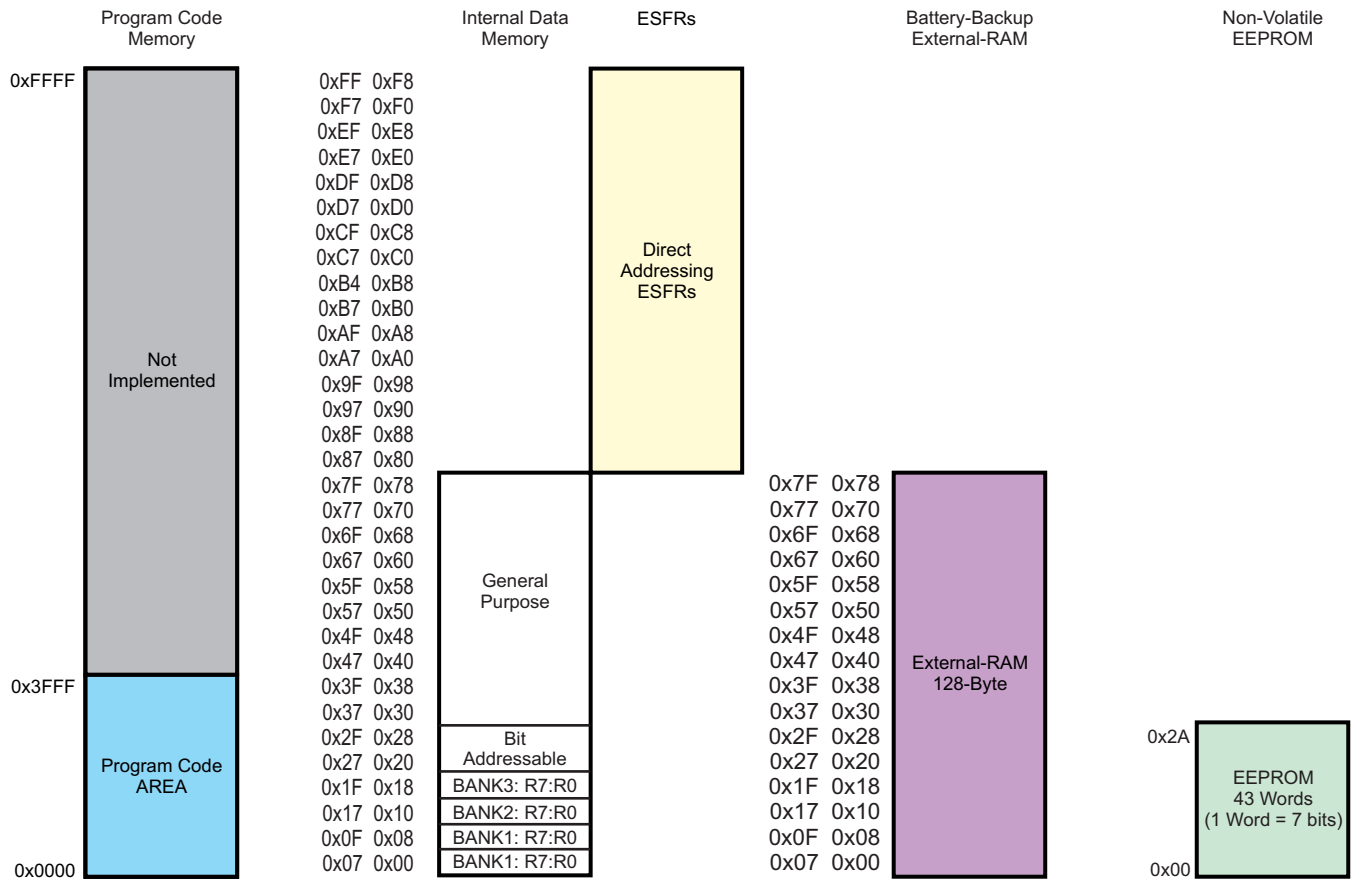 Program Code
Memory
Internal Data
Memory
ESFRs
Battery-Backup
External-RAM
Non-Volatile
EEPROM
0xFFFF
Not
Implemented
0x3FFF
Program Code
AREA
0x0000
0xFF 0xF8
0xF7 0xF0
0xEF 0xE8
0xE7 0xE0
0xDF 0xD8
0xD7 0xD0
0xCF 0xC8
0xC7 0xC0
0xB4 0xB8
0xB7 0xB0
0xAF 0xA8
0xA7 0xA0
0x9F 0x98
0x97 0x90
0x8F 0x88
0x87 0x80
0x7F 0x78
0x77 0x70
0x6F 0x68
0x67 0x60
0x5F 0x58
0x57 0x50
0x4F 0x48
0x47 0x40
0x3F 0x38
0x37 0x30
0x2F 0x28
0x27 0x20
0x1F 0x18
0x17 0x10
0x0F 0x08
0x07 0x00
General
Purpose
Bit
Addressable
BANK3: R7:R0
BANK2: R7:R0
BANK1: R7:R0
BANK1: R7:R0
Direct
Addressing
ESFRs
0x7F 0x78
0x77 0x70
0x6F 0x68
0x67 0x60
0x5F 0x58
0x57 0x50
0x4F 0x48
0x47 0x40
0x3F 0x38
0x37 0x30
0x2F 0x28
0x27 0x20
0x1F 0x18
0x17 0x10
0x0F 0x08
0x07 0x00
External-RAM
128-Byte
0x2A
EEPROM
43 Words
(1 Word = 7 bits)
0x00